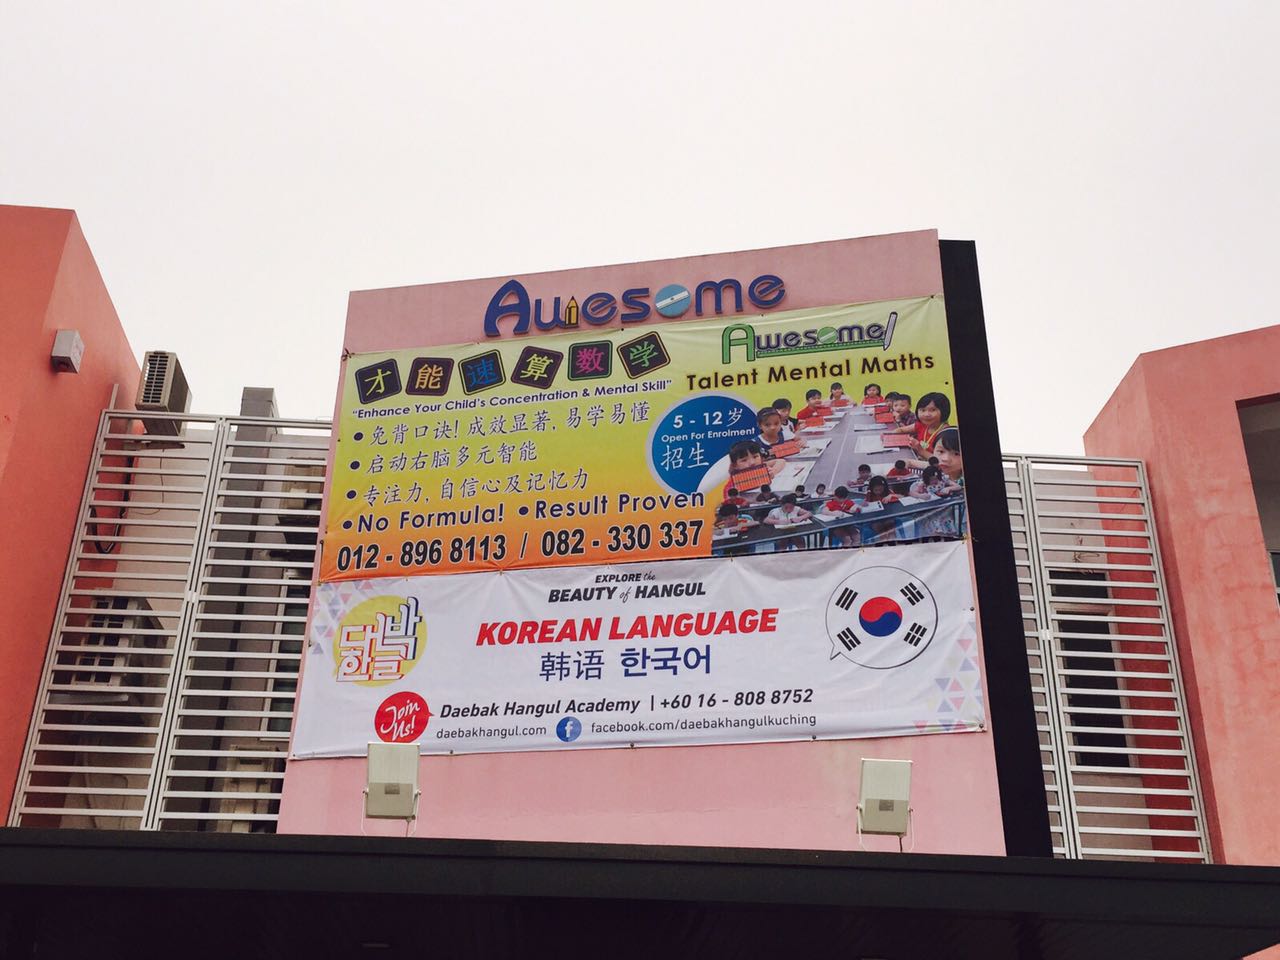 Awesome
Awesome
才能速算数学
Talent Mental Maths
"Enhance Your Child's Concentration & Mental Skill"
• 免背口诀! 成效显著, 易学易懂
• 启动右脑多元智能
• 专注力, 自信心及记忆力
• No Formula! • Result Proven
5 - 12 岁
Open For Enrolment
招生
012 - 896 8113 / 082 - 330 337
EXPLORE the
BEAUTY of HANGUL
대박
한글
KOREAN LANGUAGE
韩语 한국어
Join
Us!
Daebak Hangul Academy | +60 16 - 808 8752
daebakhangul.com f facebook.com/daebakhangulkuching